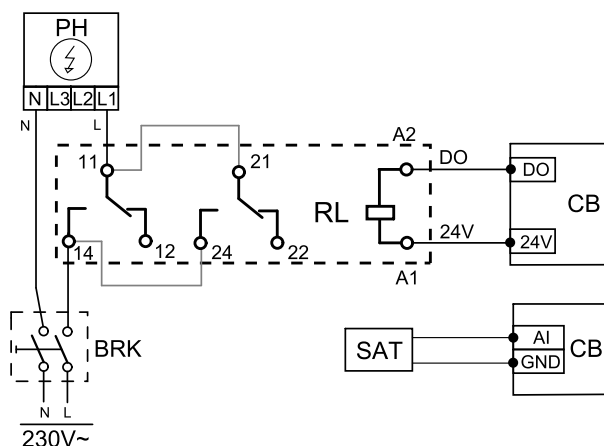 PH
N L3 L2 L1
N
L
A2
DO
11
21
DO
CB
RL
24V
24V
14
12
24
22
A1
BRK
AI
CB
SAT
GND
N L
230V~